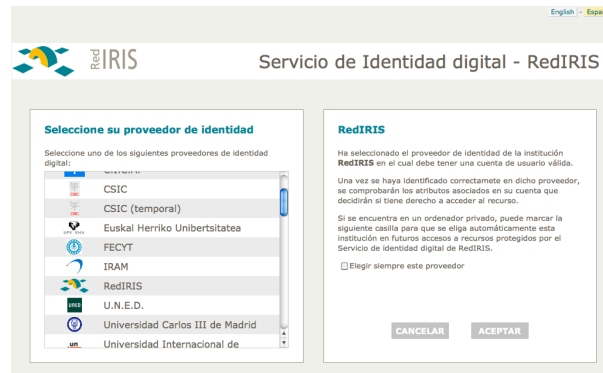 English - Espa
Red IRIS
Servicio de Identidad digital - RedIRIS
Seleccione su proveedor de identidad
Seleccione uno de los siguientes proveedores de identidad
digital:
CSIC
CSIC (temporal)
Euskal Herriko Unibertsitatea
FECYT
IRAM
RedIRIS
U.N.E.D.
Universidad Carlos III de Madrid
Universidad Internacional de
RedIRIS
Ha seleccionado el proveedor de identidad de la institución
RedIRIS en el cual debe tener una cuenta de usuario válida.
Una vez se haya identificado correctamete en dicho proveedor,
se comprobarán los atributos asociados en su cuenta que
decidirán si tiene derecho a acceder al recurso.
Si se encuentra en un ordenador privado, puede marcar la
siguiente casilla para que se eliga automáticamente esta
institución en futuros accesos a recursos protegidos por el
Servicio de identidad digital de RedIRIS.
Elegir siempre este proveedor
CANCELAR
ACEPTAR